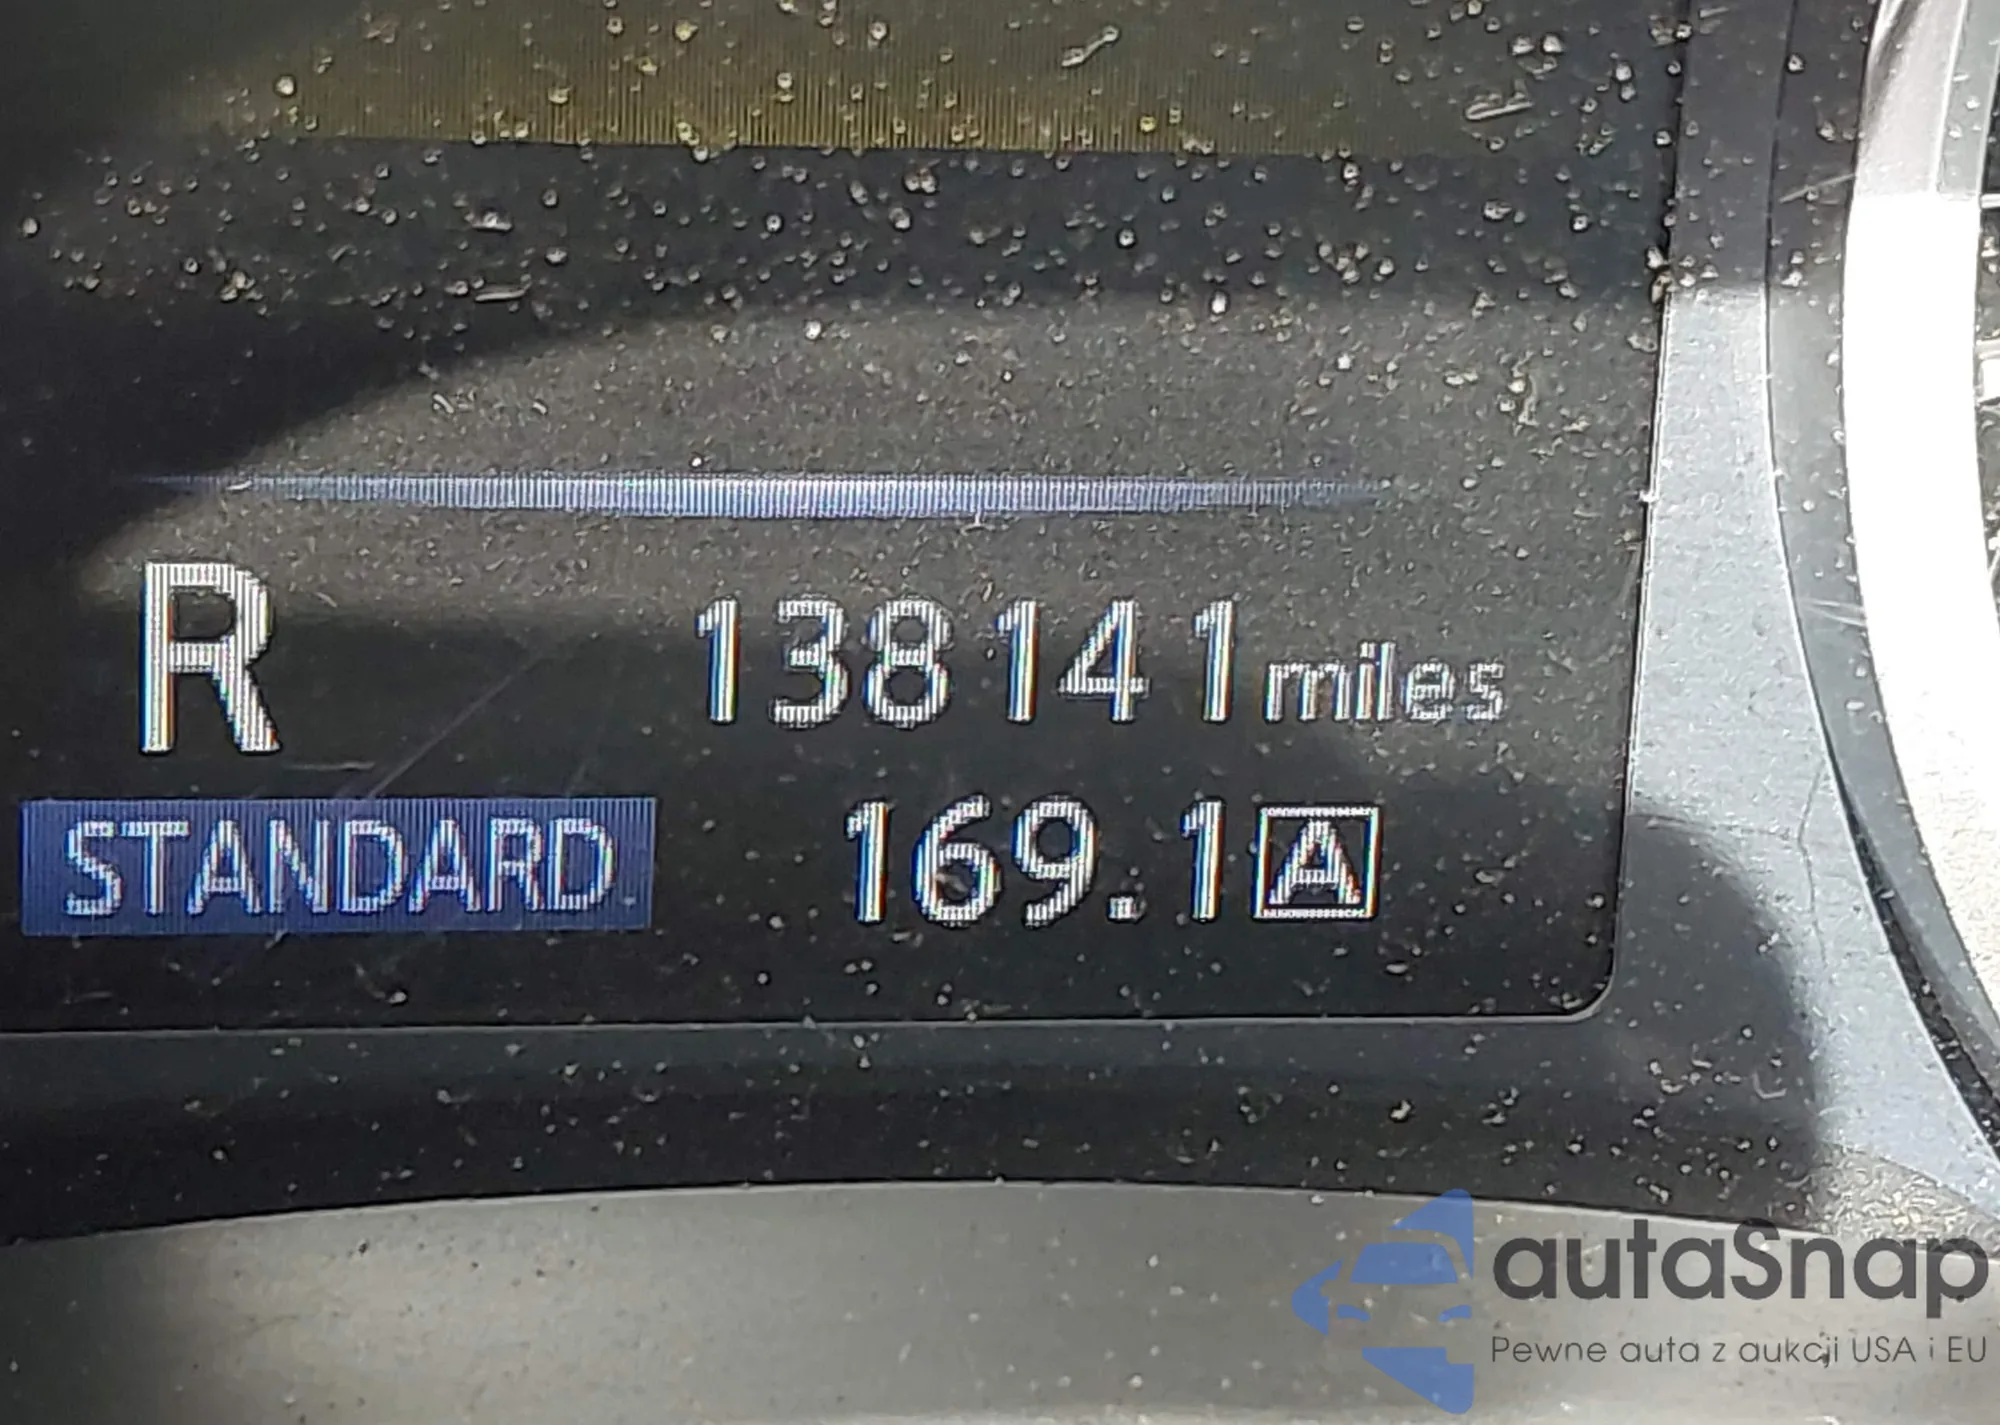 R 138141 miles
STANDARD 169.1 A
autaSnap
Pewne auta z aukcji USA i EU